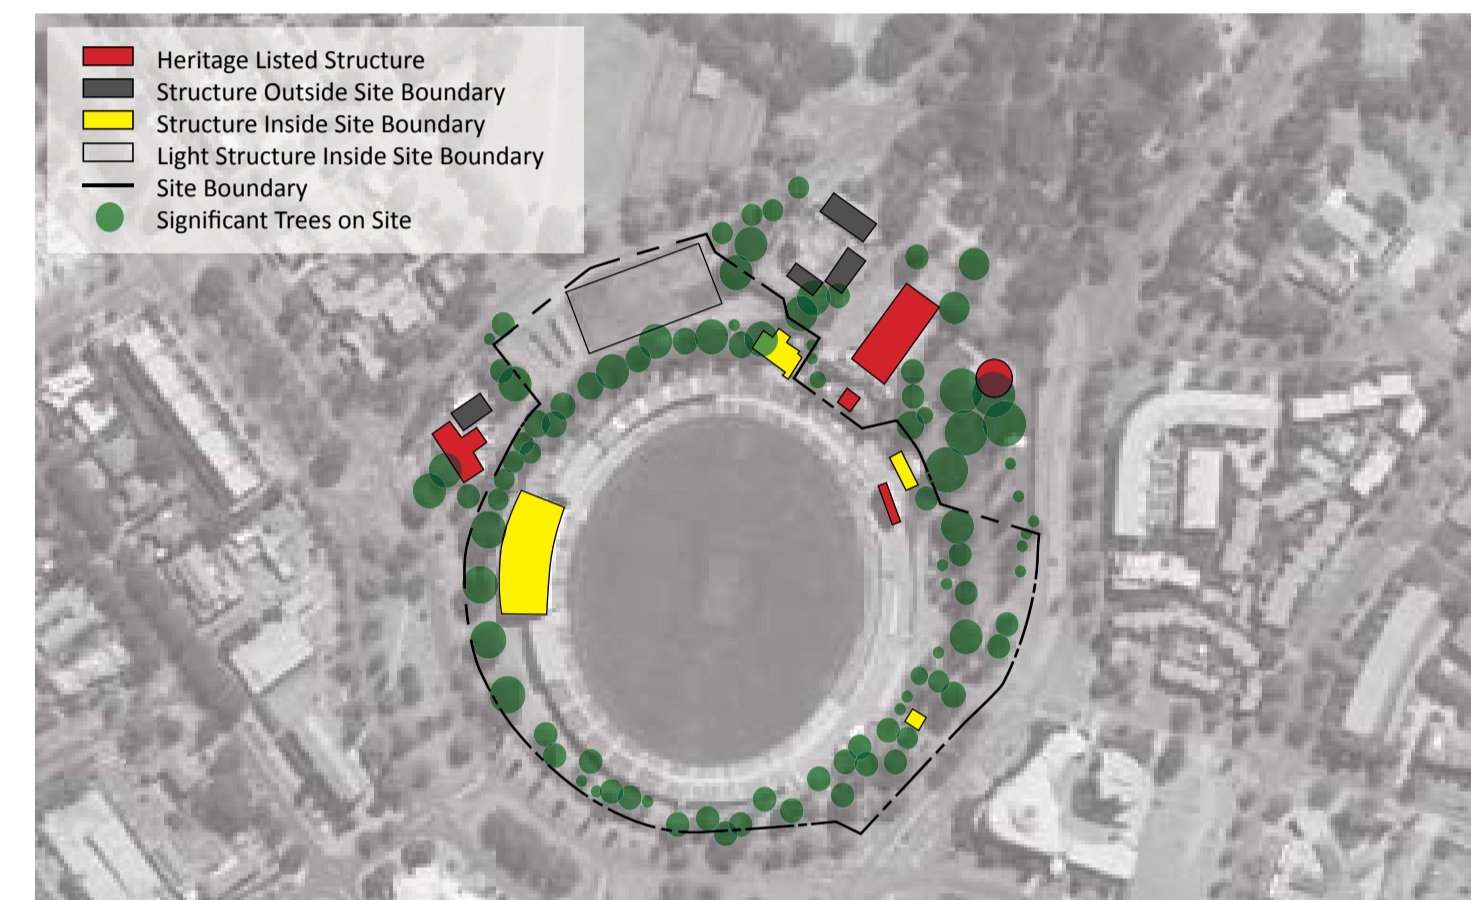 Heritage Listed Structure
Structure Outside Site Boundary
Structure Inside Site Boundary
Light Structure Inside Site Boundary
Site Boundary
Significant Trees on Site